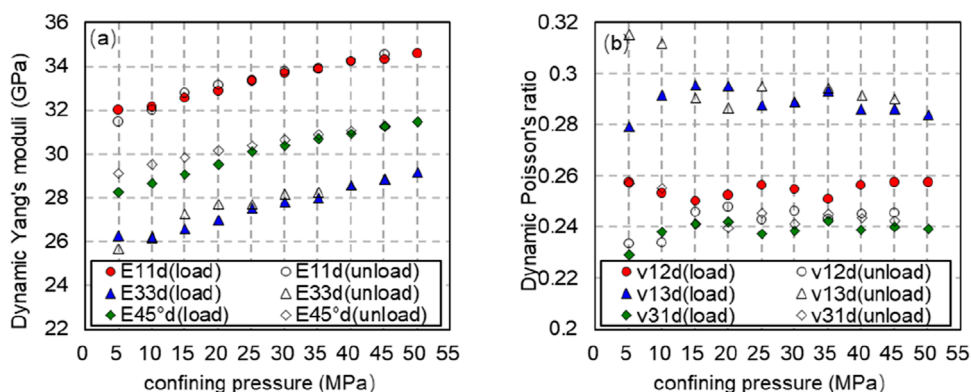 (a)
Dynamic Yang's moduli (GPa)
36
34
32
30
28
26
24
22
E11d(load) E11d(unload)
E33d(load) E33d(unload)
E45°d(load) E45°d(unload)
0 5 10 15 20 25 30 35 40 45 50 55
confining pressure (MPa)
(b)
Dynamic Poisson's ratio
0.32
0.3
0.28
0.26
0.24
0.22
0.2
v12d(load) v12d(unload)
v13d(load) v13d(unload)
v31d(load) v31d(unload)
0 5 10 15 20 25 30 35 40 45 50 55
confining pressure (MPa)